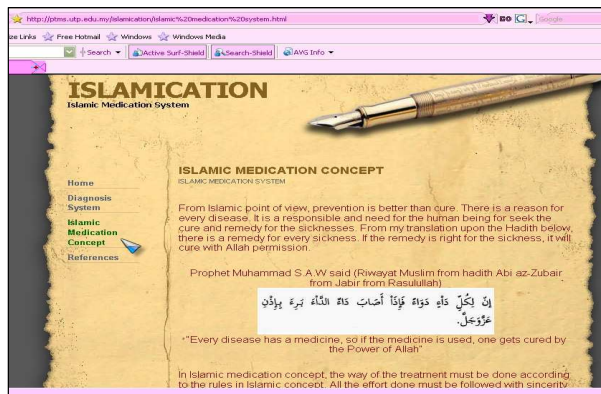 http://ptms.utp.edu.my/islamication/islamic%20medication%20system.html
GO
Google
ze Links Free Hotmail Windows Windows Media
Search Active Surf-Shield Search-Shield AVG Info
ISLAMICATION
Islamic Medication System
Home
Diagnosis
System
Islamic
Medication
Concept
References
ISLAMIC MEDICATION CONCEPT
ISLAMIC MEDICATION SYSTEM
From Islamic point of view, prevention is better than cure. There is a reason for
every disease. It is a responsible and need for the human being for seek the
cure and remedy for the sicknesses. From my translation upon the Hadith below,
there is a remedy for every sickness. If the remedy is right for the sickness, it will
cure with Allah permission.
Prophet Muhammad S.A.W said (Riwayat Muslim from hadith Abi az-Zubair
from Jabir from Rasulullah)
إِنَّ لِكُلِّ دَاءٍ دَوَاءً فَإِذَا أَصَابَ دَوَاءُ الدَّاءَ بَرِءَ بِإِذْنِ
عَزَّوَجَلَّ.
"Every disease has a medicine, so if the medicine is used, one gets cured by
the Power of Allah"
In Islamic medication concept, the way of the treatment must be done according
to the rules in Islamic concept. All the effort done must be followed with sincerity